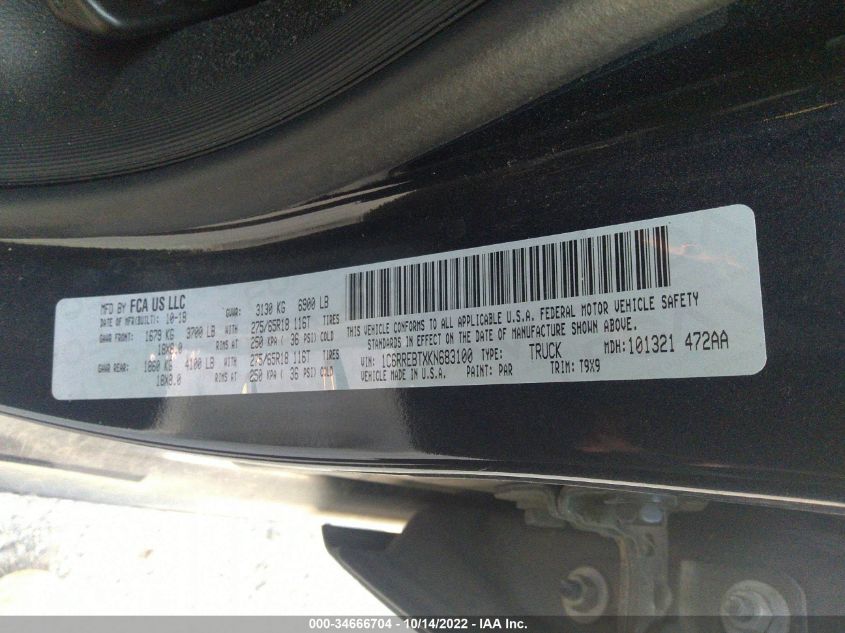 MFD BY FCA US LLC
DATE OF MFR(BUILT): 10-19 GVWR: 3130 KG 6900 LB
GAWR FRONT: 1679 KG 3700 LB WITH 275/65R18 116T TIRES
18X8.0 RIMS AT 250 KPA( 36 PSI) COLD
GAWR REAR: 1860 KG 4100 LB WITH 275/65R18 116T TIRES
18X8.0 RIMS AT 250 KPA( 36 PSI) COLD
THIS VEHICLE CONFORMS TO ALL APPLICABLE U.S.A. FEDERAL MOTOR VEHICLE SAFETY
STANDARDS IN EFFECT ON THE DATE OF MANUFACTURE SHOWN ABOVE.
VIN: 1C6RREBTXKN683100 TYPE: TRUCK MDH: 101321 472AA
VEHICLE MADE IN U.S.A. PAINT: PAR TRIM: T9X9
000-34666704 - 10/14/2022 - IAA Inc.